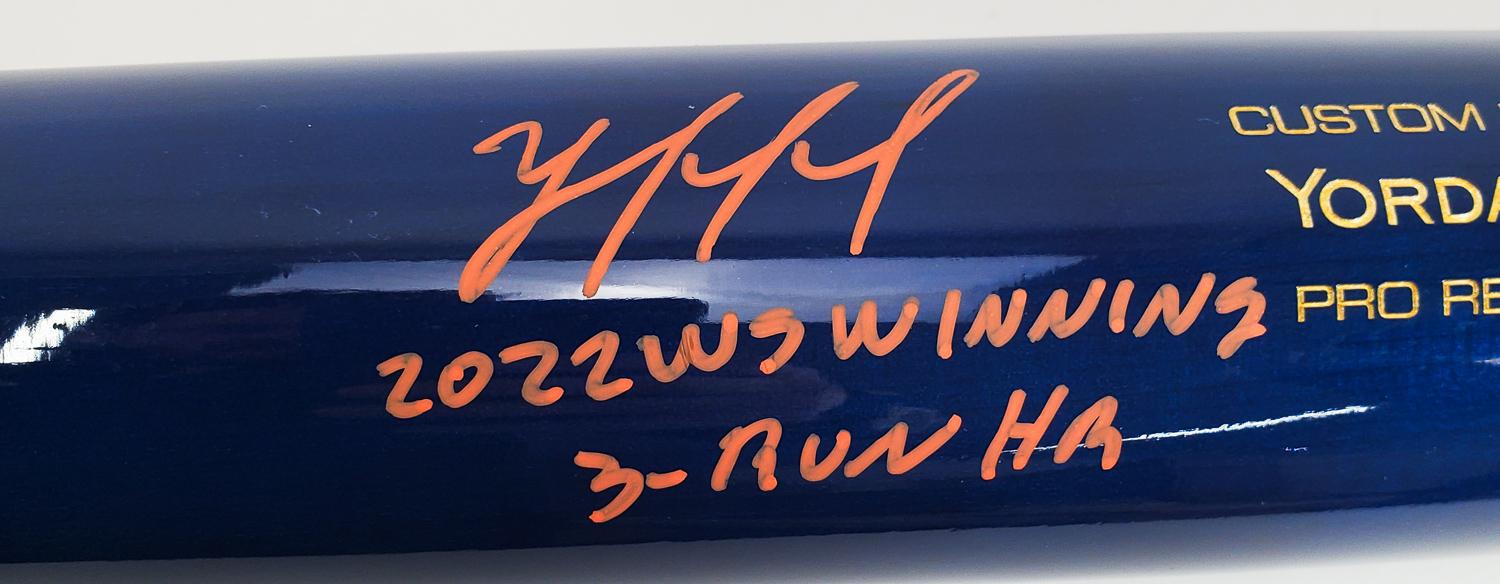 CUSTOM
YORDA
PRO RE
2022 WS WINNING
3-RUN HR